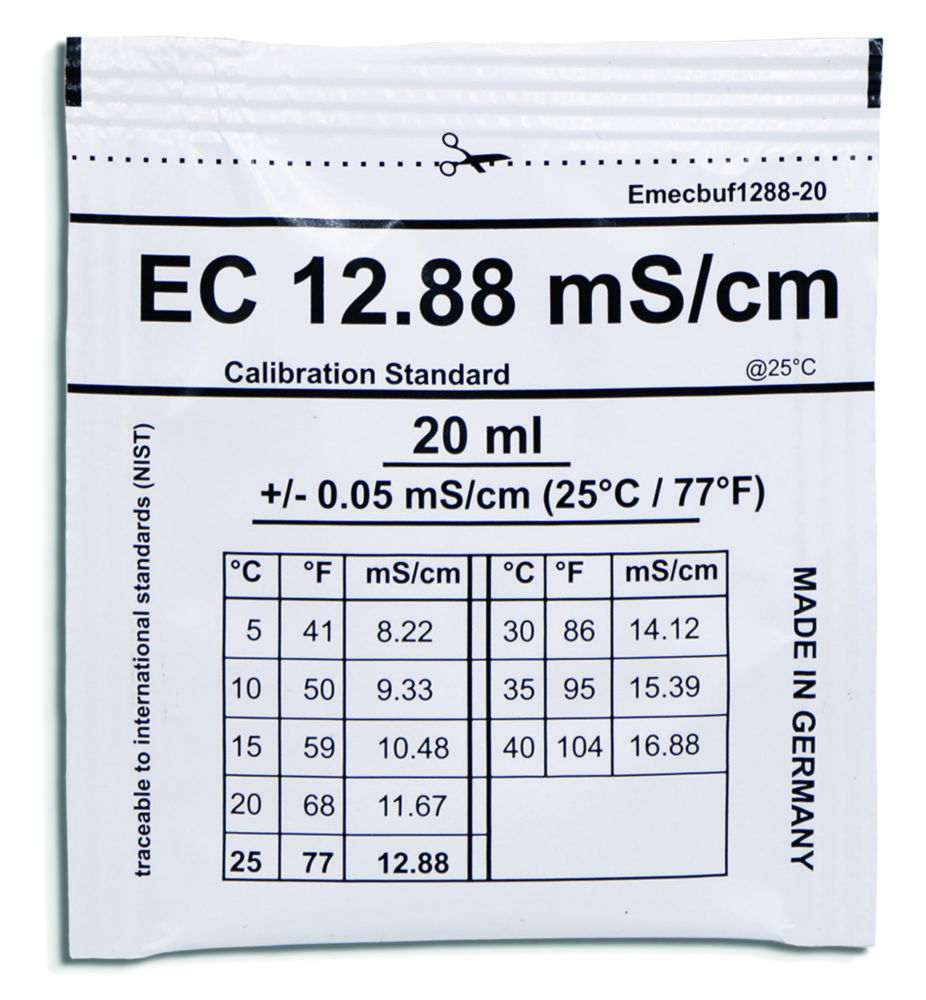 Emecbuf1288-20
EC 12.88 mS/cm
Calibration Standard @25°C
20 ml
+/- 0.05 mS/cm (25°C / 77°F)
traceable to international standards (NIST)
°C °F mS/cm °C °F mS/cm
5 41 8.22 30 86 14.12
10 50 9.33 35 95 15.39
15 59 10.48 40 104 16.88
20 68 11.67
25 77 12.88
MADE IN GERMANY